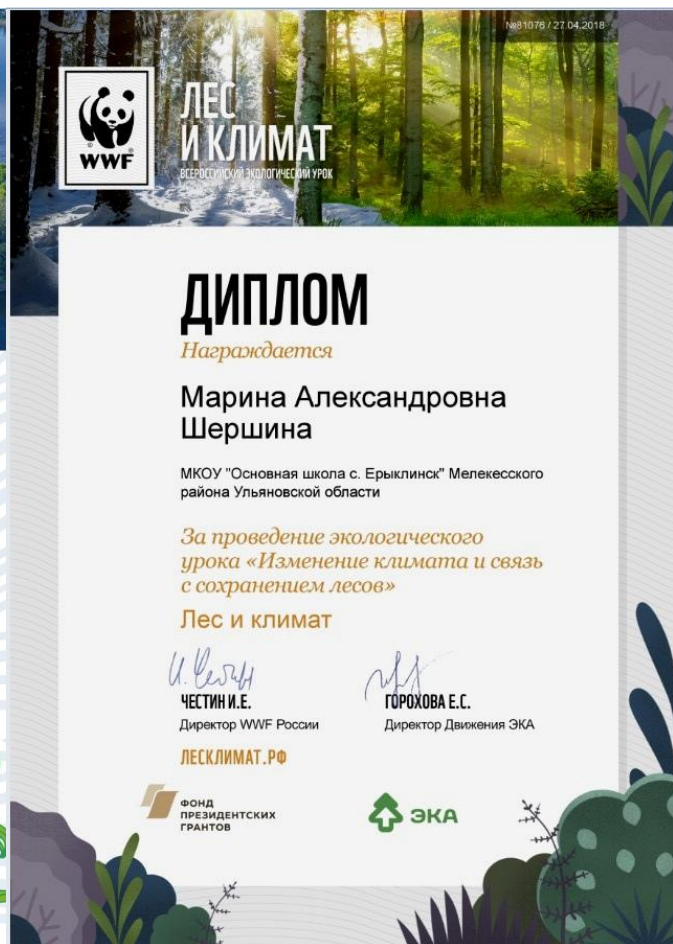 №81076 / 27.04.2018
WWF
ЛЕС
И КЛИМАТ
ВСЕРОССИЙСКИЙ ЭКОЛОГИЧЕСКИЙ УРОК
ДИПЛОМ
Награждается
Марина Александровна
Шершина
МКОУ "Основная школа с. Ерыклинск" Мелекесского
района Ульяновской области
За проведение экологического
урока «Изменение климата и связь
с сохранением лесов»
Лес и климат
ЧЕСТИН И.Е.
Директор WWF России
ГОРОХОВА Е.С.
Директор Движения ЭКА
ЛЕСКЛИМАТ.РФ
ФОНД
ПРЕЗИДЕНТСКИХ
ГРАНТОВ
ЭКА